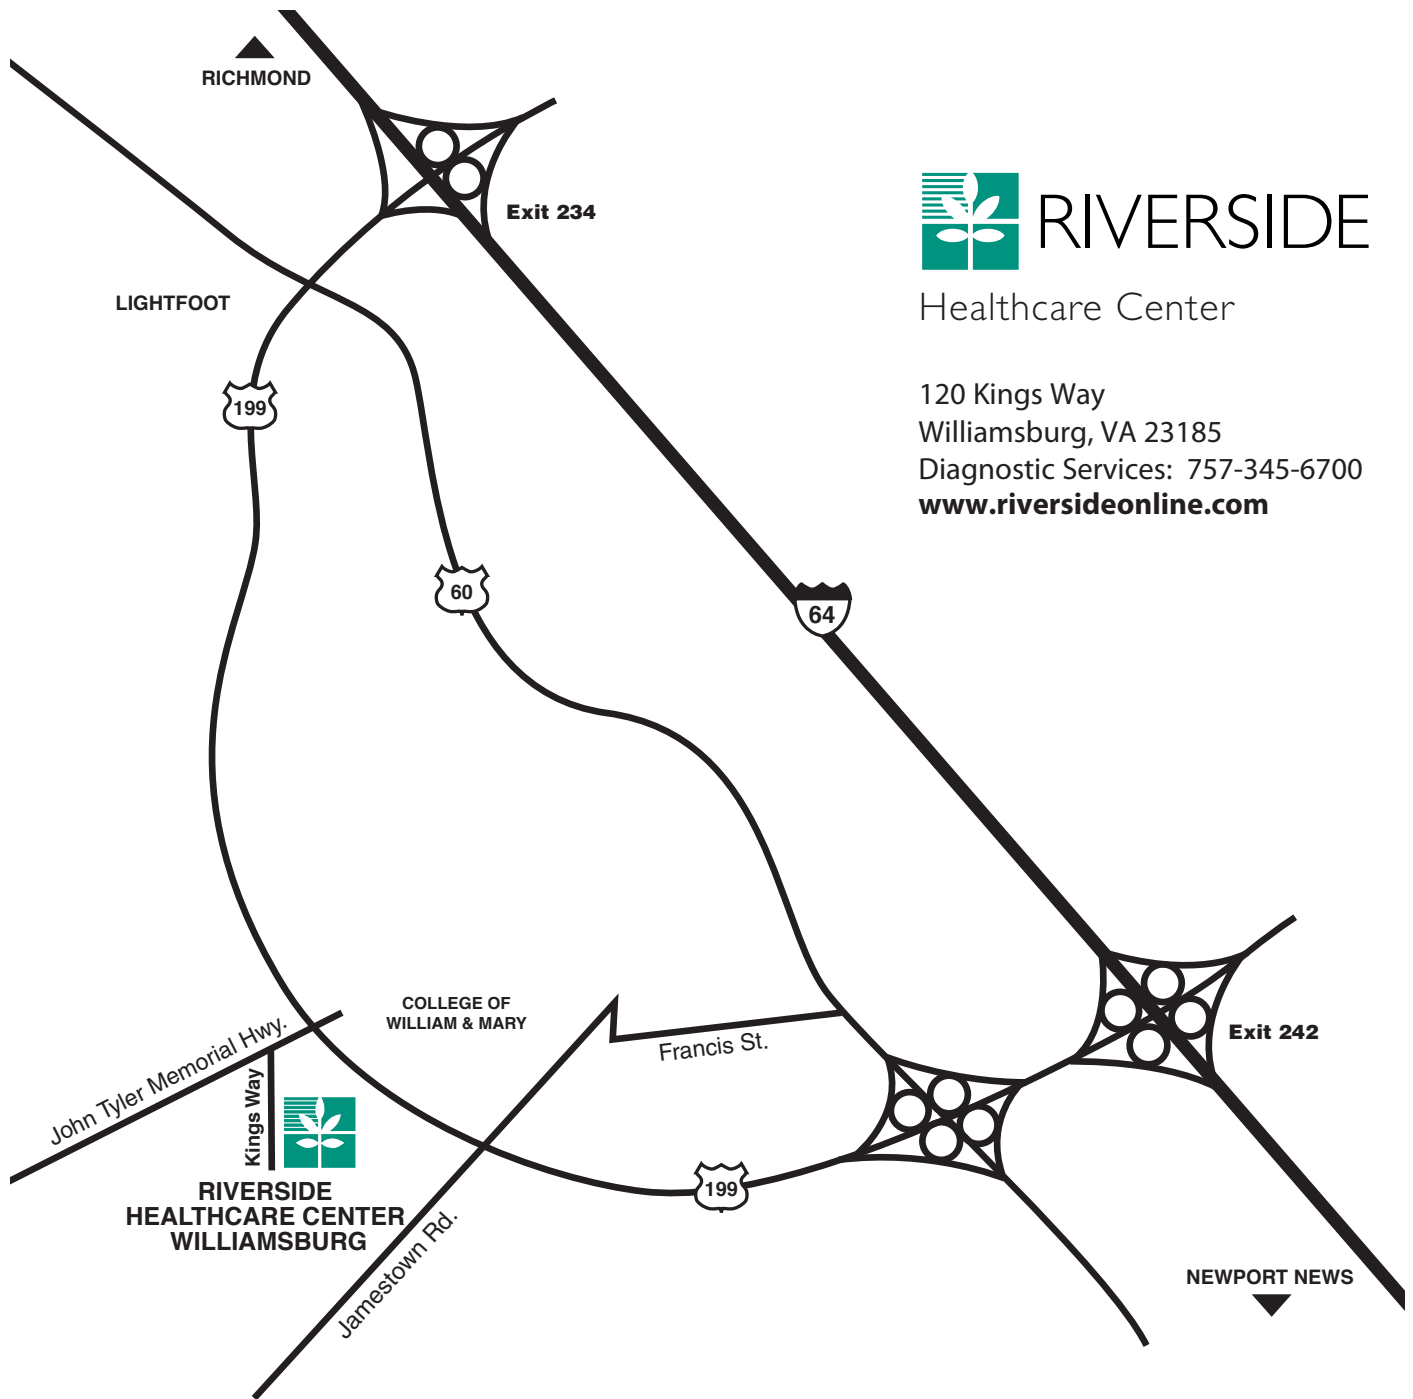 RICHMOND
Exit 234
RIVERSIDE
Healthcare Center
LIGHTFOOT
199
120 Kings Way
Williamsburg, VA 23185
Diagnostic Services: 757-345-6700
www.riversideonline.com
60
64
COLLEGE OF
WILLIAM & MARY
Francis St.
Exit 242
John Tyler Memorial Hwy.
Kings Way
RIVERSIDE
HEALTHCARE CENTER
WILLIAMSBURG
199
Jamestown Rd.
NEWPORT NEWS